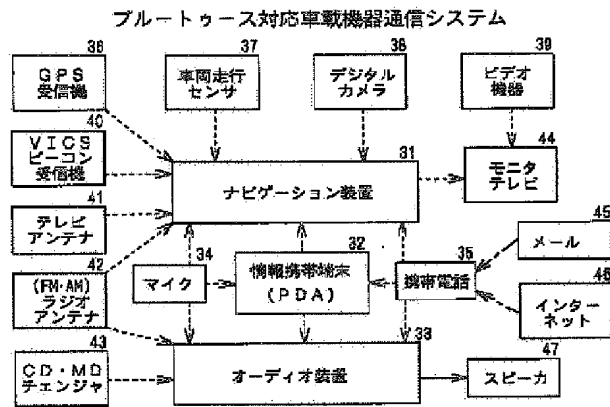 ブルートゥース対応車載機器通信システム
36
37
38
39
GPS
受信機
車両走行
センサ
デジタル
カメラ
ビデオ
機器
40
VICS
ビーコン
受信機
31
ナビゲーション装置
44
モニタ
テレビ
41
テレビ
アンテナ
42
(FM・AM)
ラジオ
アンテナ
34
マイク
32
情報携帯端末
(PDA)
35
携帯電話
45
メール
46
インター
ネット
43
CD・MD
チェンジャ
33
オーディオ装置
47
スピーカ